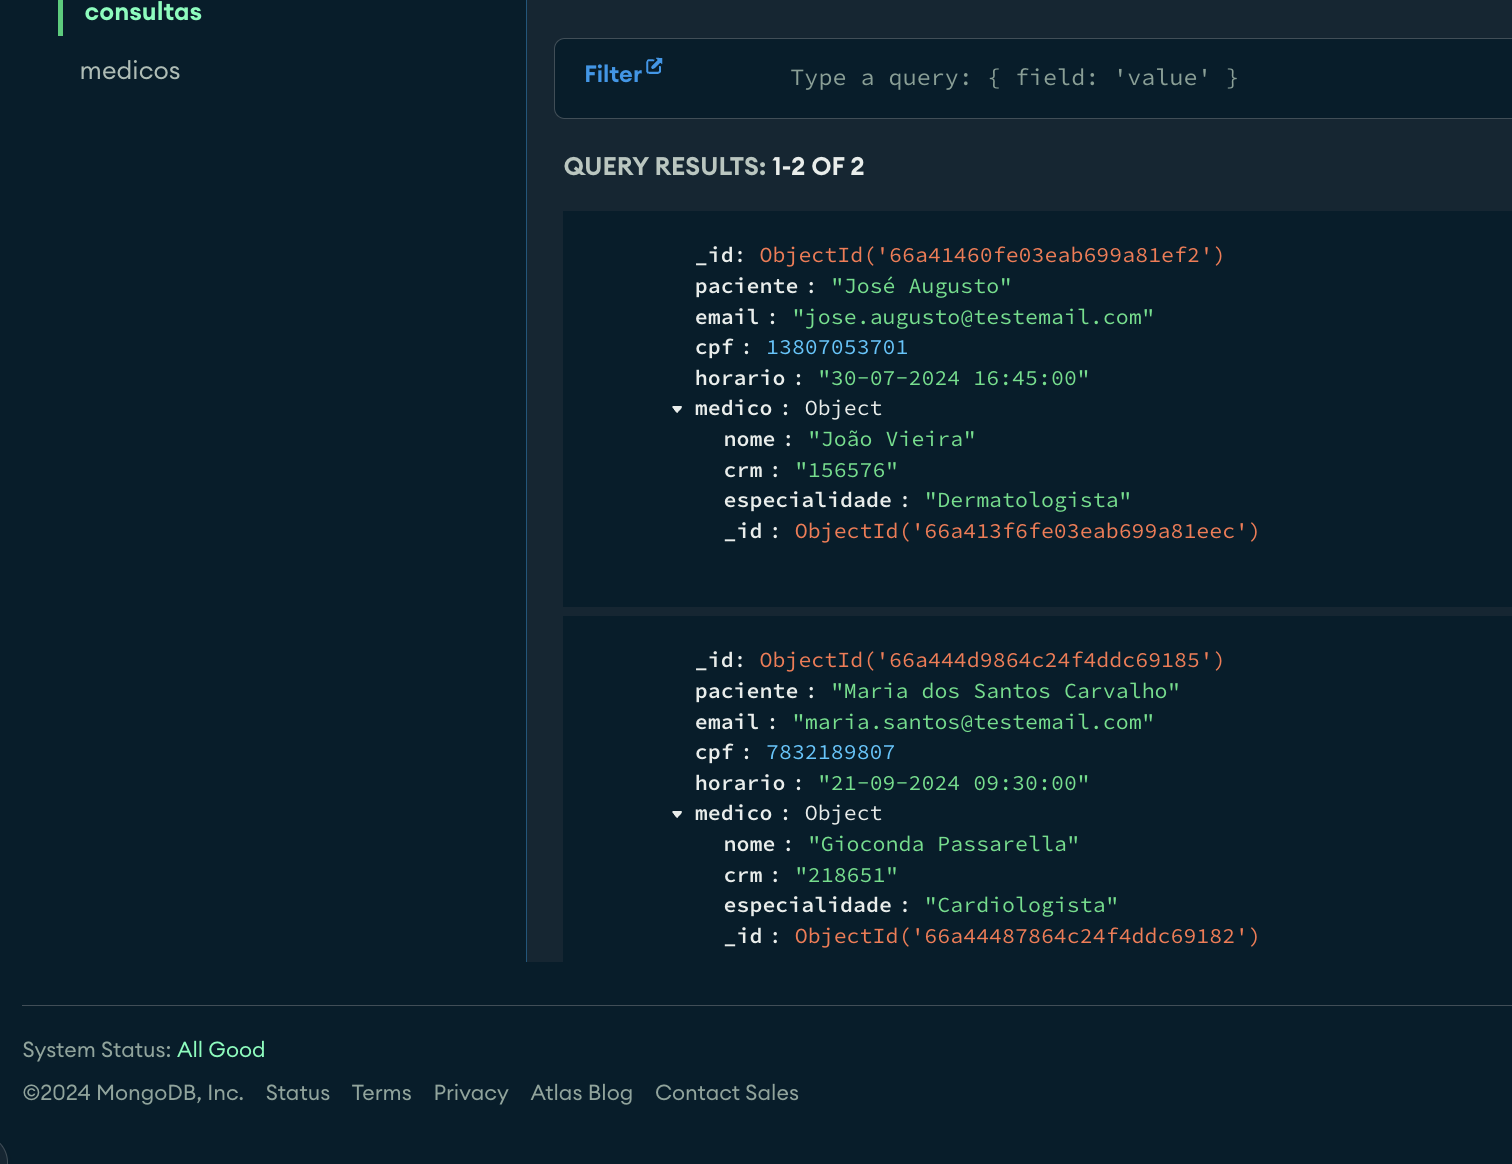 consultas
medicos
Filter
Type a query: { field: 'value' }
QUERY RESULTS: 1-2 OF 2
_id: ObjectId('66a41460fe03eab699a81ef2')
paciente : "José Augusto"
email : "jose.augusto@testemail.com"
cpf : 13807053701
horario : "30-07-2024 16:45:00"
medico : Object
nome : "João Vieira"
crm : "156576"
especialidade : "Dermatologista"
_id : ObjectId('66a413f6fe03eab699a81eec')
_id: ObjectId('66a444d9864c24f4ddc69185')
paciente : "Maria dos Santos Carvalho"
email : "maria.santos@testemail.com"
cpf : 7832189807
horario : "21-09-2024 09:30:00"
medico : Object
nome : "Gioconda Passarella"
crm : "218651"
especialidade : "Cardiologista"
_id : ObjectId('66a44487864c24f4ddc69182')
System Status: All Good
©2024 MongoDB, Inc. Status Terms Privacy Atlas Blog Contact Sales